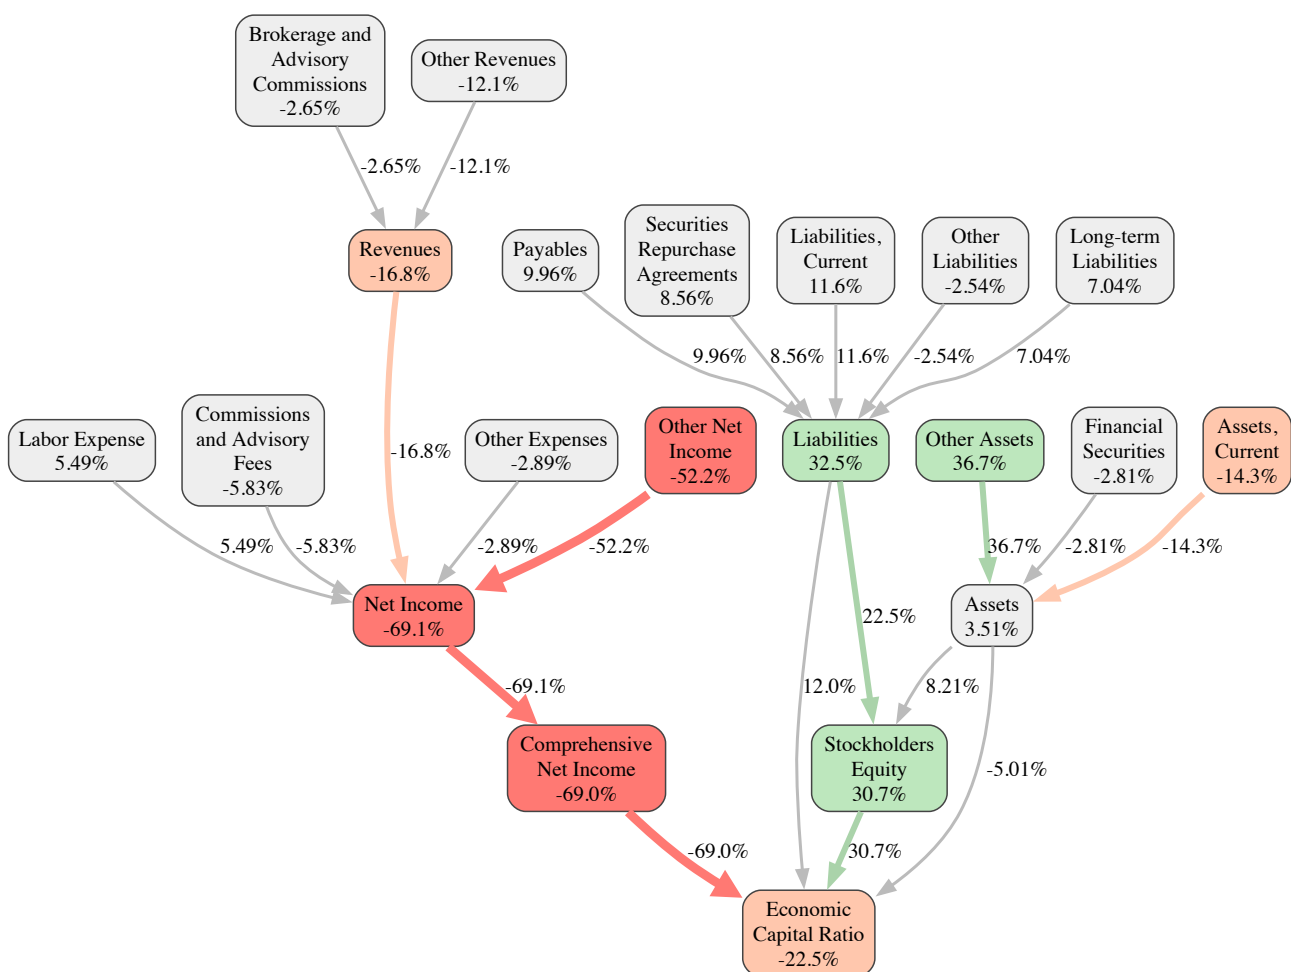 Brokerage and
Advisory
Commissions
-2.65%
Other Revenues
-12.1%
-2.65%
-12.1%
Revenues
-16.8%
Payables
9.96%
Securities
Repurchase
Agreements
8.56%
Liabilities,
Current
11.6%
Other
Liabilities
-2.54%
Long-term
Liabilities
7.04%
9.96%
8.56%
11.6%
-2.54%
7.04%
Labor Expense
5.49%
Commissions
and Advisory
Fees
-5.83%
-16.8%
Other Expenses
-2.89%
Other Net
Income
-52.2%
Liabilities
32.5%
Other Assets
36.7%
Financial
Securities
-2.81%
Assets,
Current
-14.3%
5.49%
-5.83%
-2.89%
-52.2%
36.7%
-2.81%
-14.3%
Net Income
-69.1%
22.5%
Assets
3.51%
-69.1%
12.0%
8.21%
Comprehensive
Net Income
-69.0%
Stockholders
Equity
30.7%
-5.01%
-69.0%
30.7%
Economic
Capital Ratio
-22.5%